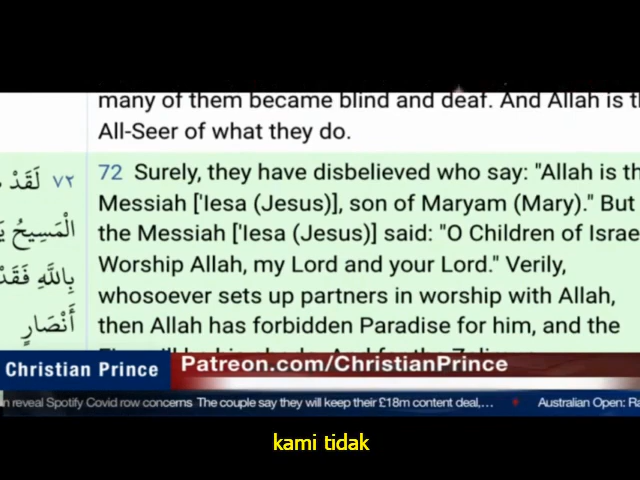 many of them became blind and deaf. And Allah is
All-Seer of what they do.
72 Surely, they have disbelieved who say: "Allah is
Messiah ['Iesa (Jesus)], son of Maryam (Mary)." But
the Messiah ['Iesa (Jesus)] said: "O Children of
Worship Allah, my Lord and your Lord." Verily,
whosoever sets up partners in worship with Allah,
then Allah has forbidden Paradise for him, and the
٧٢ لَقَدْ
الْمَسِيحُ
بِاللَّهِ فَقَدْ
أَنْصَارٍ
Christian Prince
Patreon.com/ChristianPrince
reveal Spotify Covid row concerns The couple say they will keep their £18m content deal,... Australian Open:
kami tidak